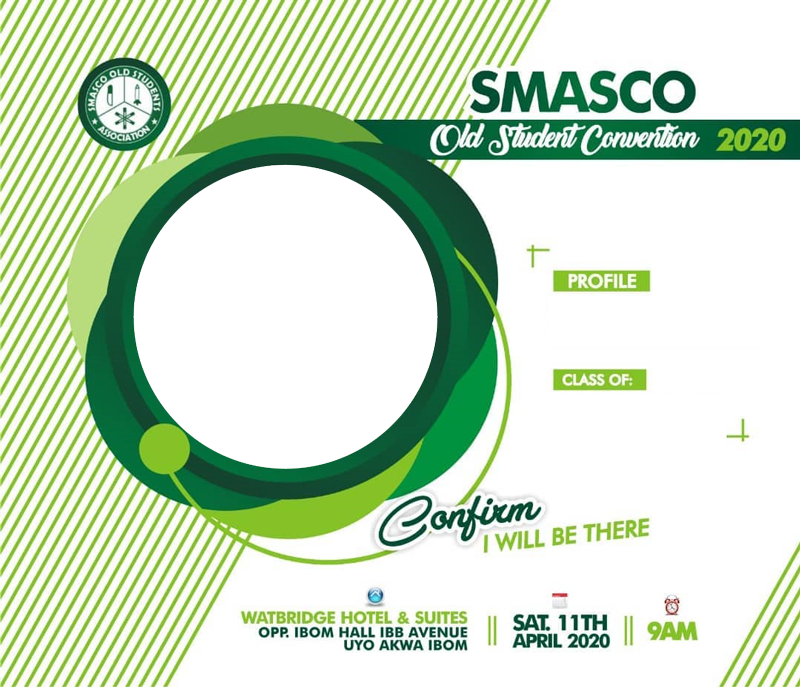 SMASCO OLD STUDENTS
ASSOCIATION
SMASCO
Old Student Convention 2020
PROFILE
CLASS OF:
Confirm
I WILL BE THERE
WATBRIDGE HOTEL & SUITES
OPP. IBOM HALL IBB AVENUE
UYO AKWA IBOM
SAT. 11TH
APRIL 2020
9AM